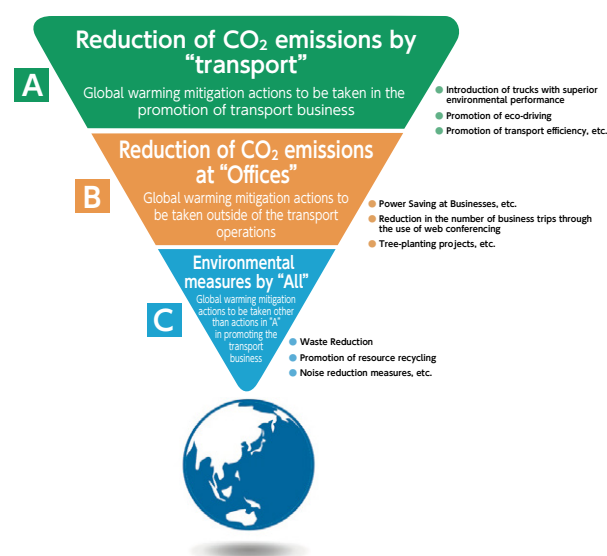 Reduction of CO₂ emissions by
“transport”
A
Global warming mitigation actions to be taken in the
promotion of transport business
● Introduction of trucks with superior
environmental performance
● Promotion of eco-driving
● Promotion of transport efficiency, etc.
Reduction of CO₂ emissions
at “Offices”
B
Global warming mitigation actions to
be taken outside of the transport
operations
● Power Saving at Businesses, etc.
● Reduction in the number of business trips through
the use of web conferencing
● Tree-planting projects, etc.
Environmental
measures by “All”
C
Global warming mitigation
actions to be taken other
than actions in “A”
in promoting the
transport
business
● Waste Reduction
● Promotion of resource recycling
● Noise reduction measures, etc.